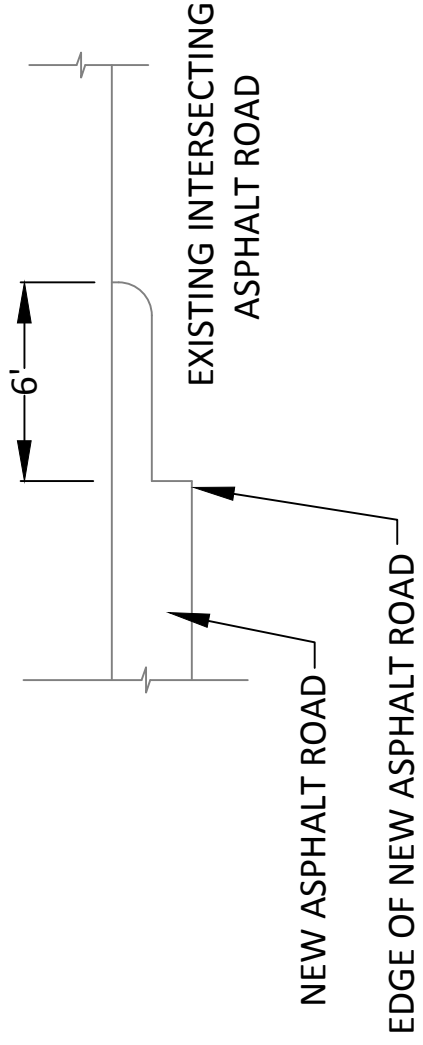 6'
EXISTING INTERSECTING
ASPHALT ROAD
NEW ASPHALT ROAD
EDGE OF NEW ASPHALT ROAD